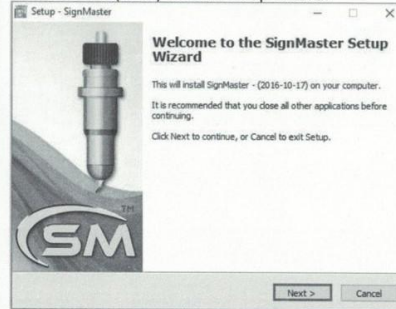 Setup - SignMaster
Welcome to the SignMaster Setup
Wizard
This will install SignMaster - (2016-10-17) on your computer.
It is recommended that you close all other applications before
continuing.
Click Next to continue, or Cancel to exit Setup.
TM
SM
Next >
Cancel